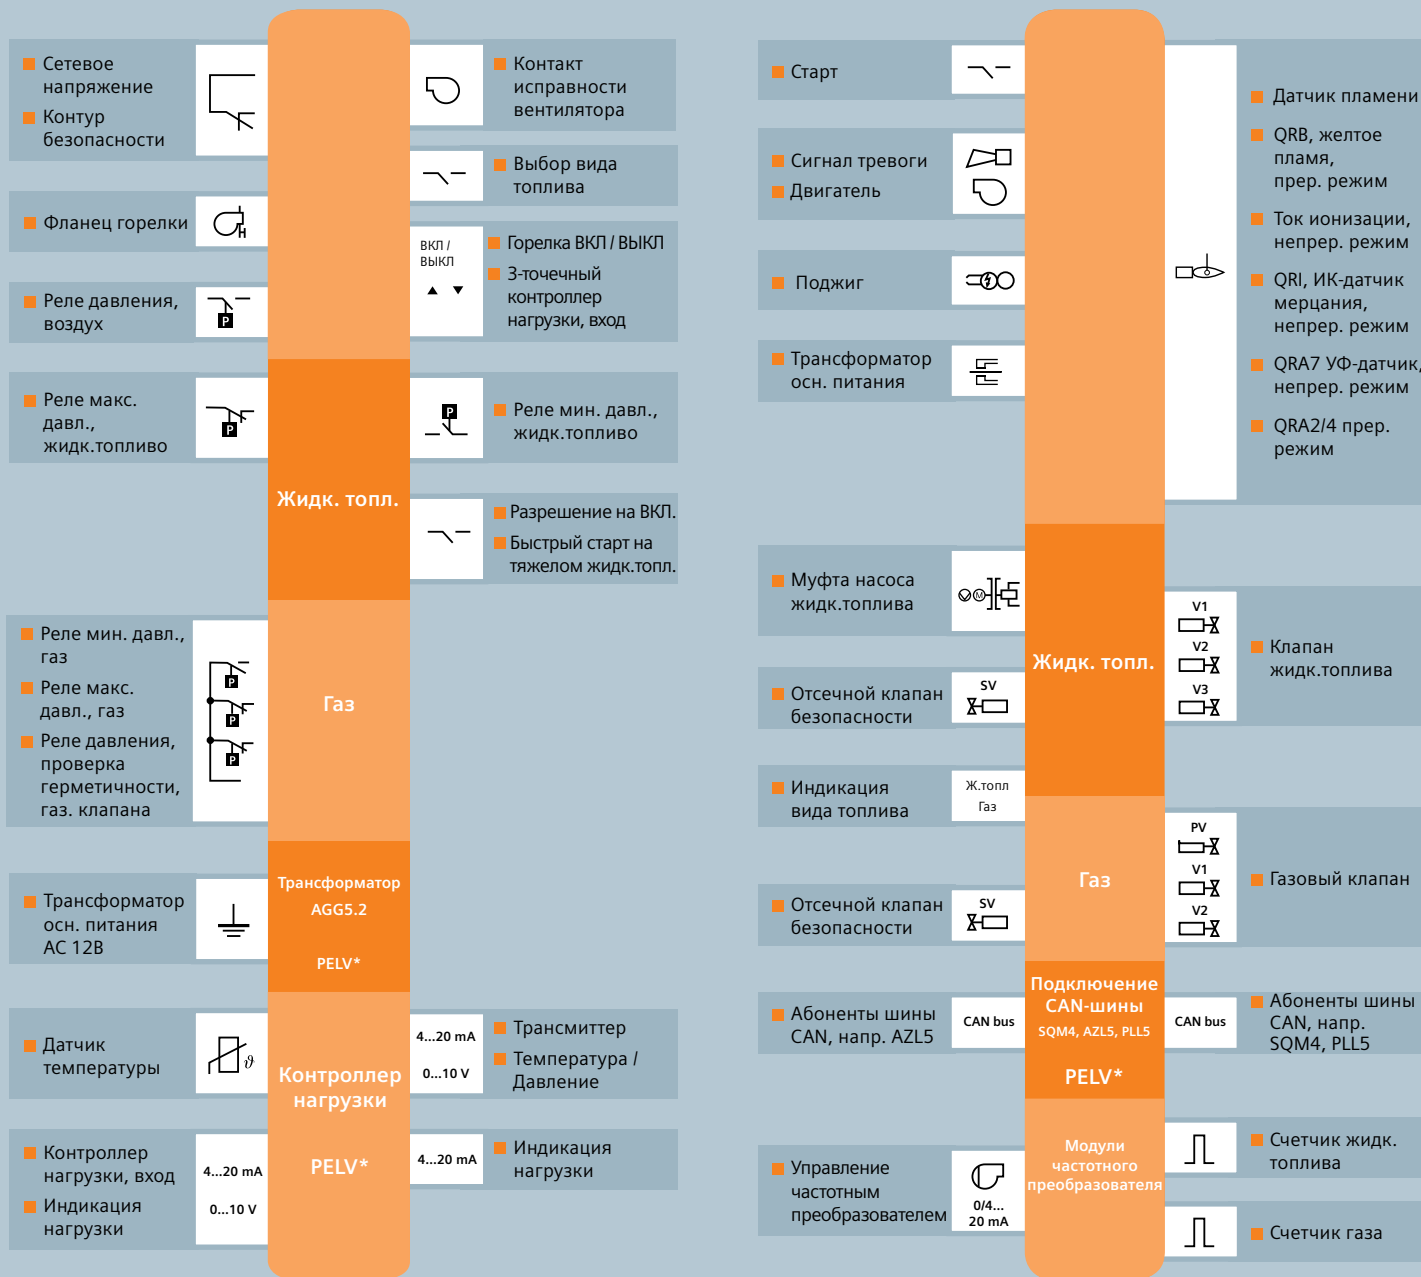 Сетевое
напряжение
Контур
безопасности
Контакт
исправности
вентилятора
Выбор вида
топлива
Фланец горелки
ВКЛ /
ВЫКЛ
Горелка ВКЛ / ВЫКЛ
3-точечный
контроллер
нагрузки, вход
Реле давления,
воздух
P
Реле макс.
давл.,
жидк.топливо
P
P
Реле мин. давл.,
жидк.топливо
Жидк. топл.
Разрешение на ВКЛ.
Быстрый старт на
тяжелом жидк.топл.
Реле мин. давл.,
газ
Реле макс.
давл., газ
Реле давления,
проверка
герметичности,
газ. клапана
P
P
P
Газ
Трансформатор
осн. питания
AC 12В
Трансформатор
AGG5.2
PELV*
Датчик
температуры
ϑ
4...20 mA
0...10 V
Трансмиттер
Температура /
Давление
Контроллер
нагрузки
PELV*
Контроллер
нагрузки, вход
Индикация
нагрузки
4...20 mA
0...10 V
4...20 mA
Индикация
нагрузки
Старт
Сигнал тревоги
Двигатель
Поджиг
Трансформатор
осн. питания
Датчик пламени
QRB, желтое
пламя,
прер. режим
Ток ионизации,
непрер. режим
QRI, ИК-датчик
мерцания,
непрер. режим
QRA7 УФ-датчик,
непрер. режим
QRA2/4 прер.
режим
Муфта насоса
жидк.топлива
M
Жидк. топл.
V1
V2
V3
Клапан
жидк.топлива
Отсечной клапан
безопасности
SV
Индикация
вида топлива
Ж.топл
Газ
Газ
PV
V1
V2
Газовый клапан
Отсечной клапан
безопасности
SV
Абоненты шины
CAN, напр. AZL5
CAN bus
Подключение
CAN-шины
SQM4, AZL5, PLL5
PELV*
CAN bus
Абоненты шины
CAN, напр.
SQM4, PLL5
Модули
частотного
преобразователя
Управление
частотным
преобразователем
0/4...
20 mA
Счетчик жидк.
топлива
Счетчик газа